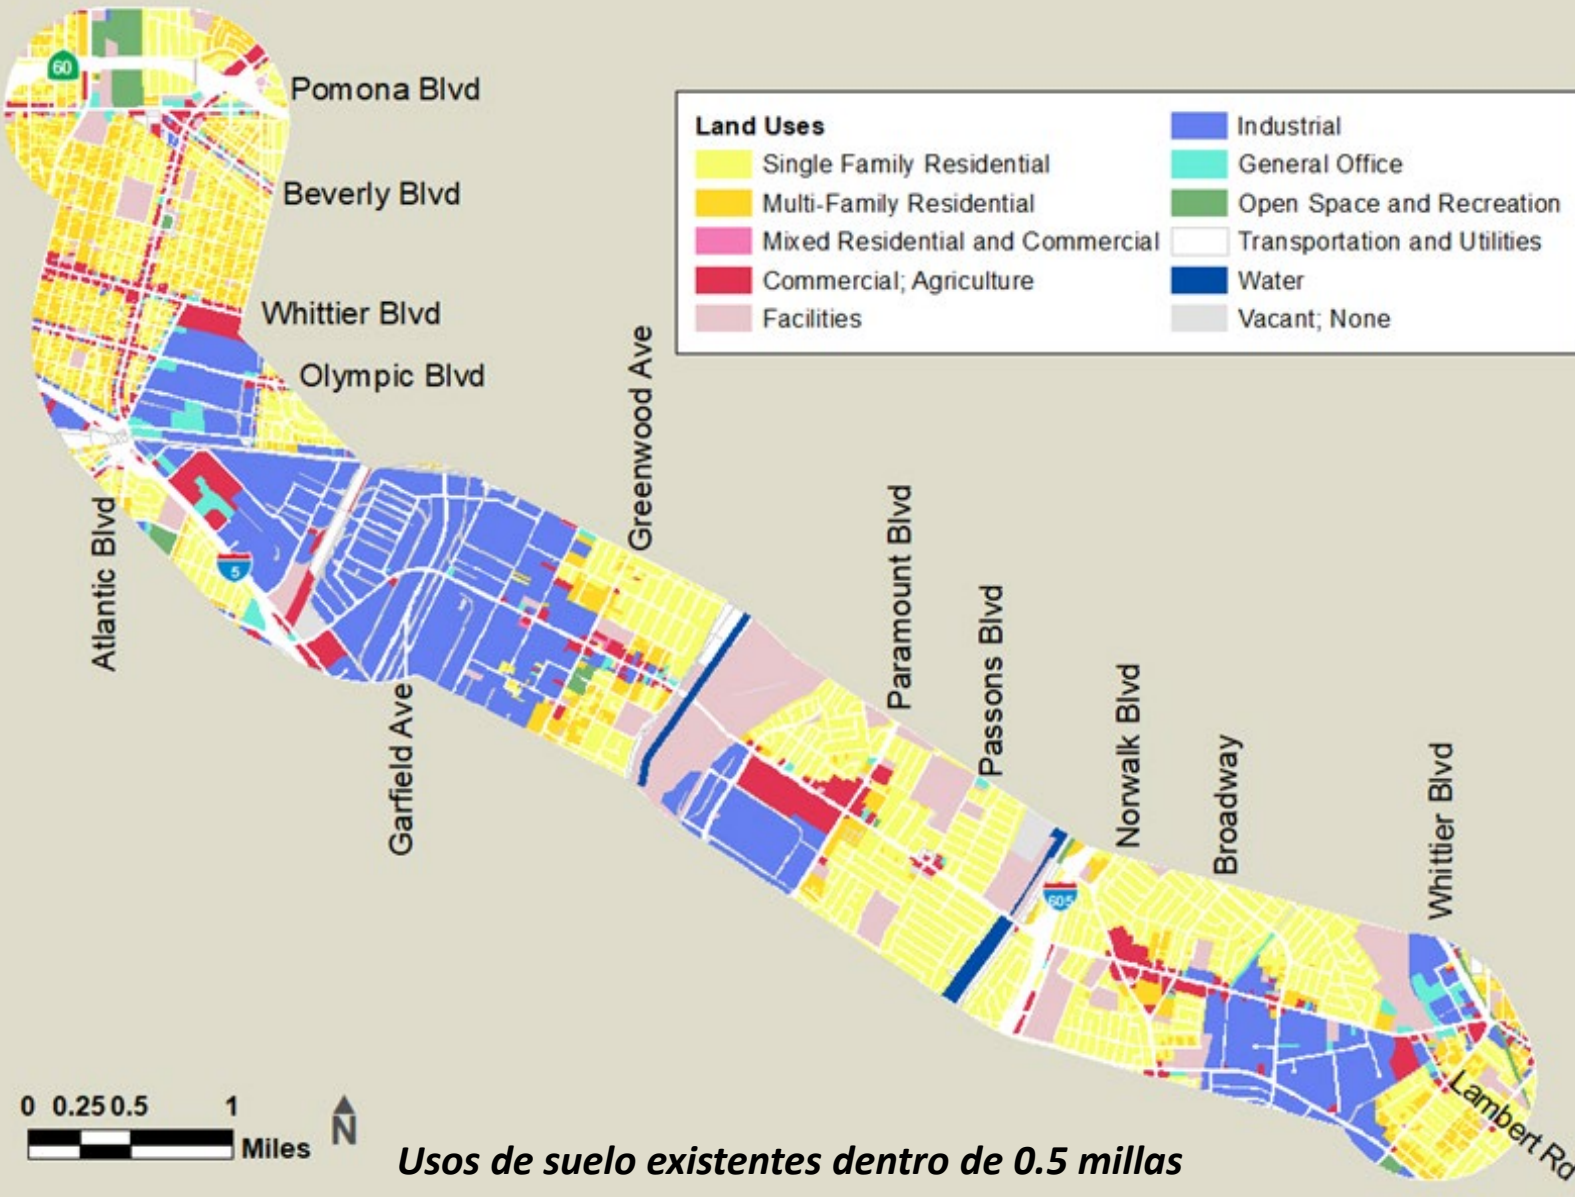 60
Pomona Blvd
Beverly Blvd
Whittier Blvd
Olympic Blvd
Land Uses
Single Family Residential
Multi-Family Residential
Mixed Residential and Commercial
Commercial; Agriculture
Facilities
Industrial
General Office
Open Space and Recreation
Transportation and Utilities
Water
Vacant; None
Greenwood Ave
Atlantic Blvd
5
Garfield Ave
Paramount Blvd
Passons Blvd
Norwalk Blvd
Broadway
Whittier Blvd
605
Lambert Rd
0 0.25 0.5 1
Miles
N
Usos de suelo existentes dentro de 0.5 millas